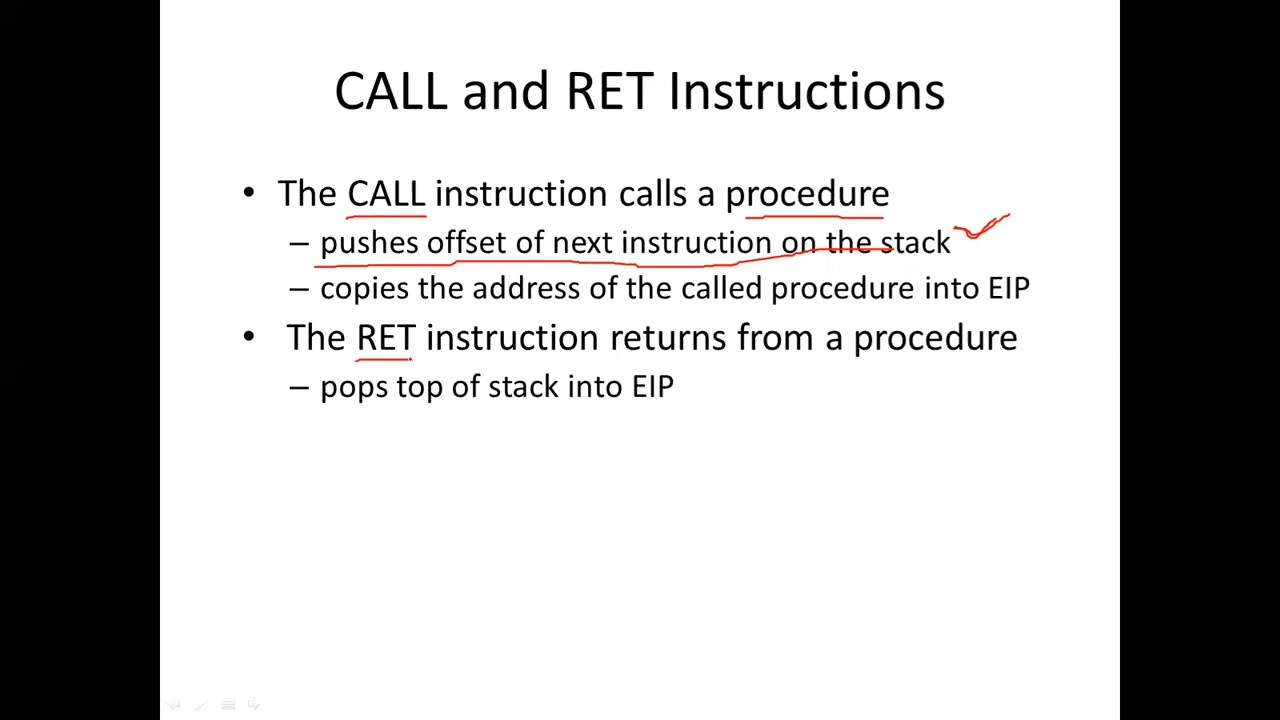 CALL and RET Instructions
• The CALL instruction calls a procedure
– pushes offset of next instruction on the stack
– copies the address of the called procedure into EIP
• The RET instruction returns from a procedure
– pops top of stack into EIP